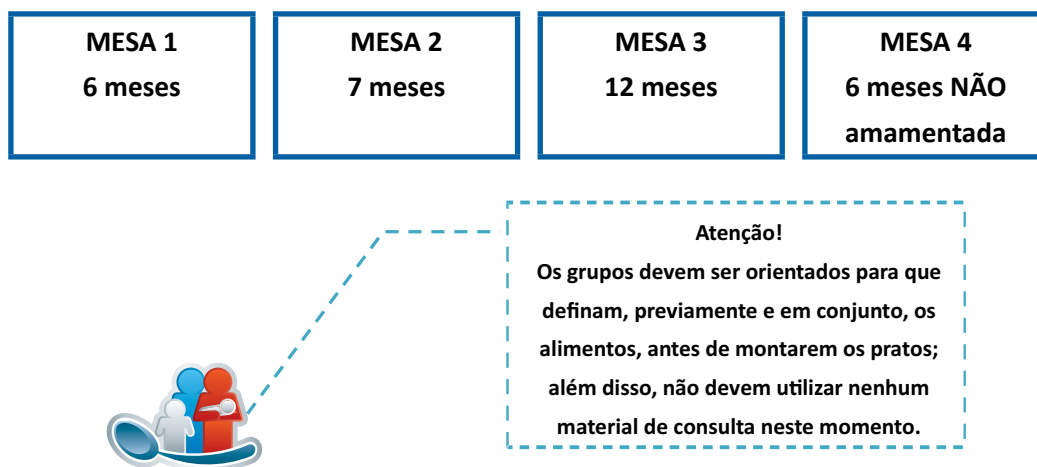 MESA 1
6 meses
MESA 2
7 meses
MESA 3
12 meses
MESA 4
6 meses NÃO
amamentada
Atenção!
Os grupos devem ser orientados para que
definam, previamente e em conjunto, os
alimentos, antes de montarem os pratos;
além disso, não devem utilizar nenhum
material de consulta neste momento.